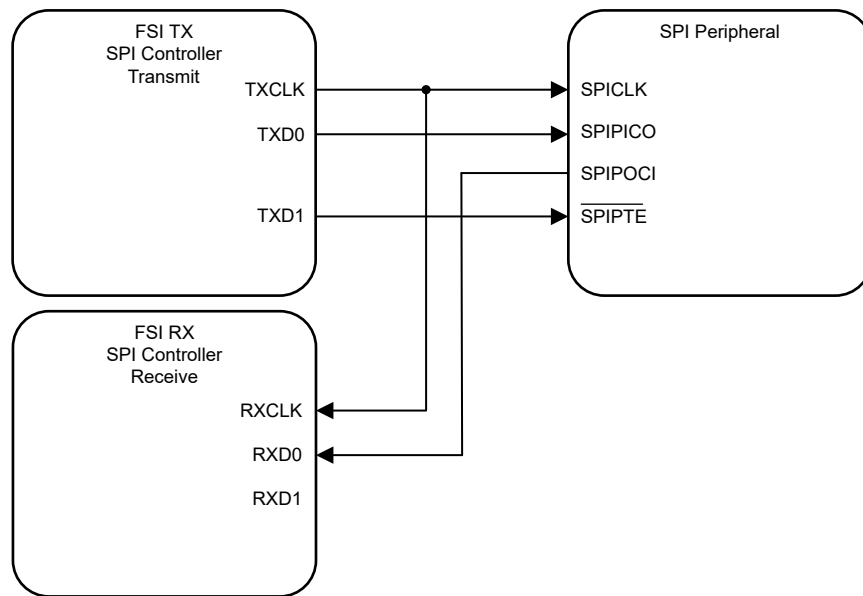 FSI TX
SPI Controller
Transmit
TXCLK
TXD0
TXD1
SPI Peripheral
SPICLK
SPIPICO
SPIPOCI
SPIPTE
FSI RX
SPI Controller
Receive
RXCLK
RXD0
RXD1